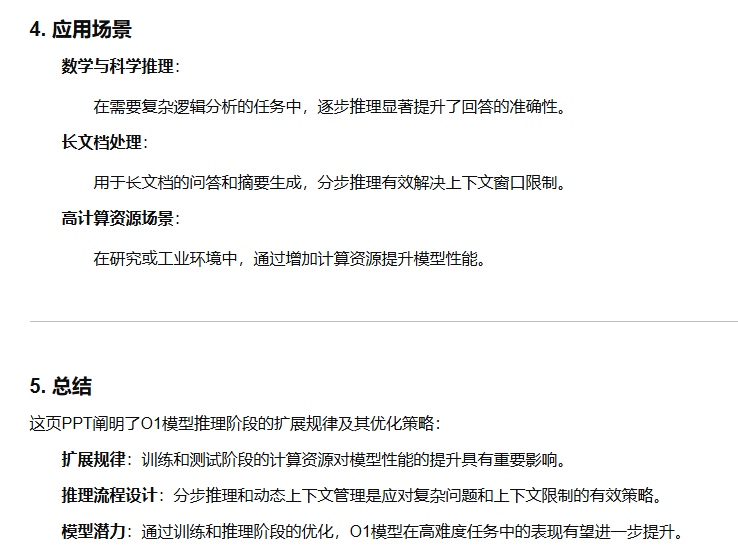 4. 应用场景
数学与科学推理：
在需要复杂逻辑分析的任务中，逐步推理显著提升了回答的准确性。
长文档处理：
用于长文档的问答和摘要生成，分步推理有效解决上下文窗口限制。
高计算资源场景：
在研究或工业环境中，通过增加计算资源提升模型性能。
5. 总结
这页PPT阐明了O1模型推理阶段的扩展规律及其优化策略：
扩展规律：训练和测试阶段的计算资源对模型性能的提升具有重要影响。
推理流程设计：分步推理和动态上下文管理是应对复杂问题和上下文限制的有效策略。
模型潜力：通过训练和推理阶段的优化，O1模型在高难度任务中的表现有望进一步提升。